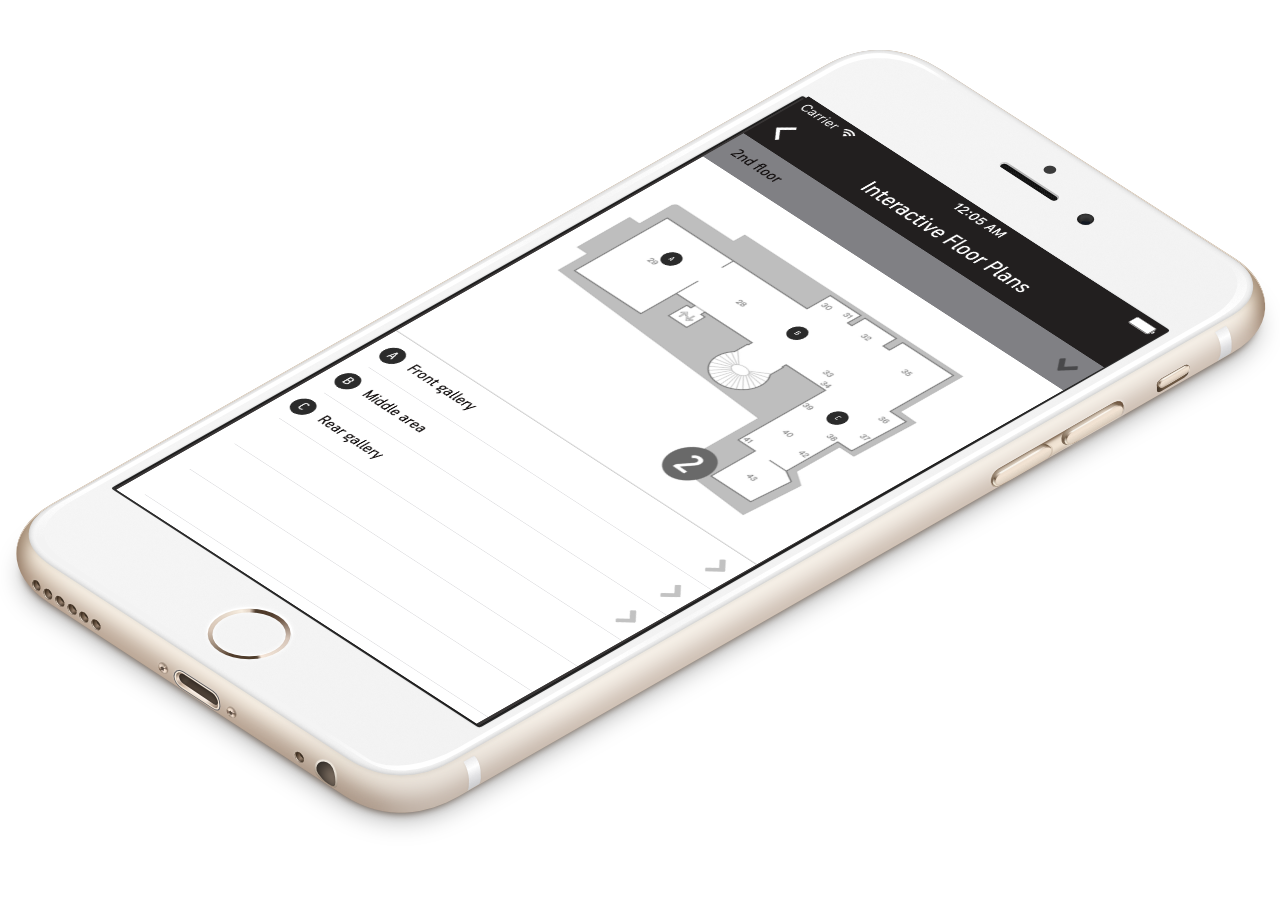 Carrier
12:05 AM
Interactive Floor Plans
2nd floor
29
A
28
B
30
31
32
35
33
34
39
C
36
37
38
40
41
42
43
2
A Front gallery
B Middle area
C Rear gallery